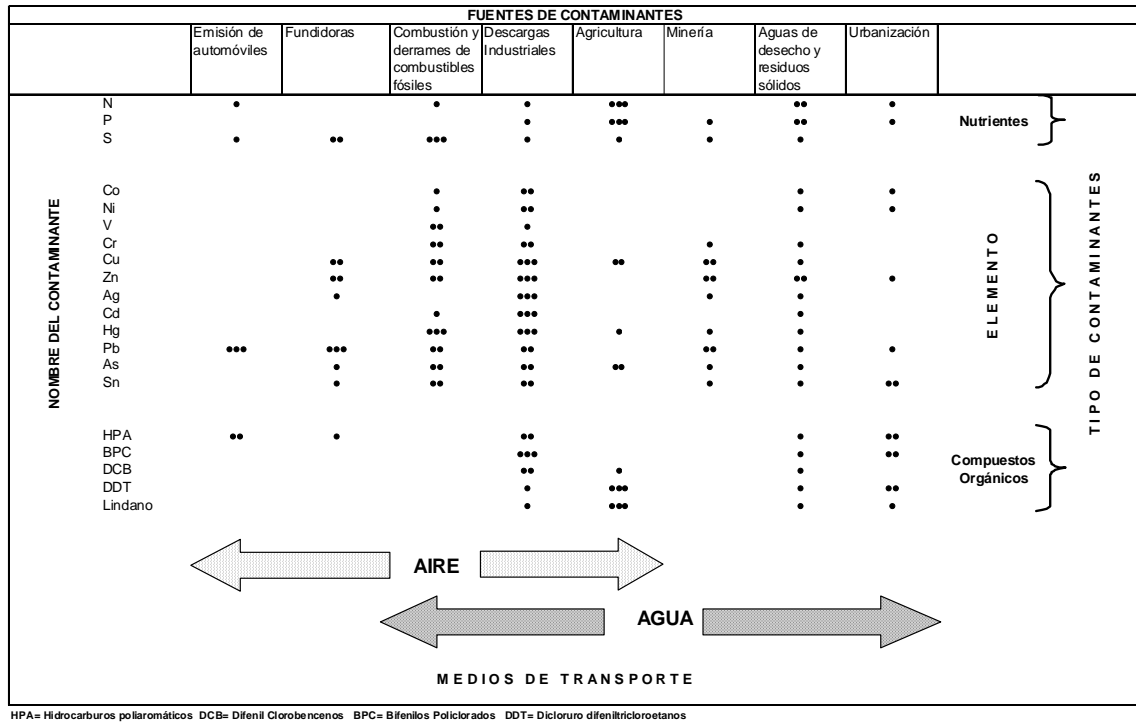 FUENTES DE CONTAMINANTES
Emisión de automóviles Fundidoras Combustión y derrames de combustibles fósiles Descargas Industriales Agricultura Minería Aguas de desecho y residuos sólidos Urbanización
N • • • ••• •• •
P • ••• • •• •
S • •• ••• • • • •
Nutrientes
Co • •• • •
Ni • •• • •
V •• •
Cr •• •• • •
Cu •• •• ••• •• •• •
Zn •• •• ••• •• •• •
Ag • ••• • •
Cd • ••• •
Hg ••• ••• • • •
Pb ••• ••• •• •• •• • •
As • •• •• •• • •
Sn • •• •• • • ••
ELEMENTO
HPA •• • •• • ••
BPC ••• • ••
DCB •• • •
DDT • ••• • ••
Lindano • ••• • •
Compuestos
Orgánicos
NOMBRE DEL CONTAMINANTE
TIPO DE CONTAMINANTES
AIRE
AGUA
MEDIOS DE TRANSPORTE
HPA= Hidrocarburos poliaromáticos DCB= Difenil Clorobencenos BPC= Bifenilos Policlorados DDT= Dicloruro difeniltricloroetanos